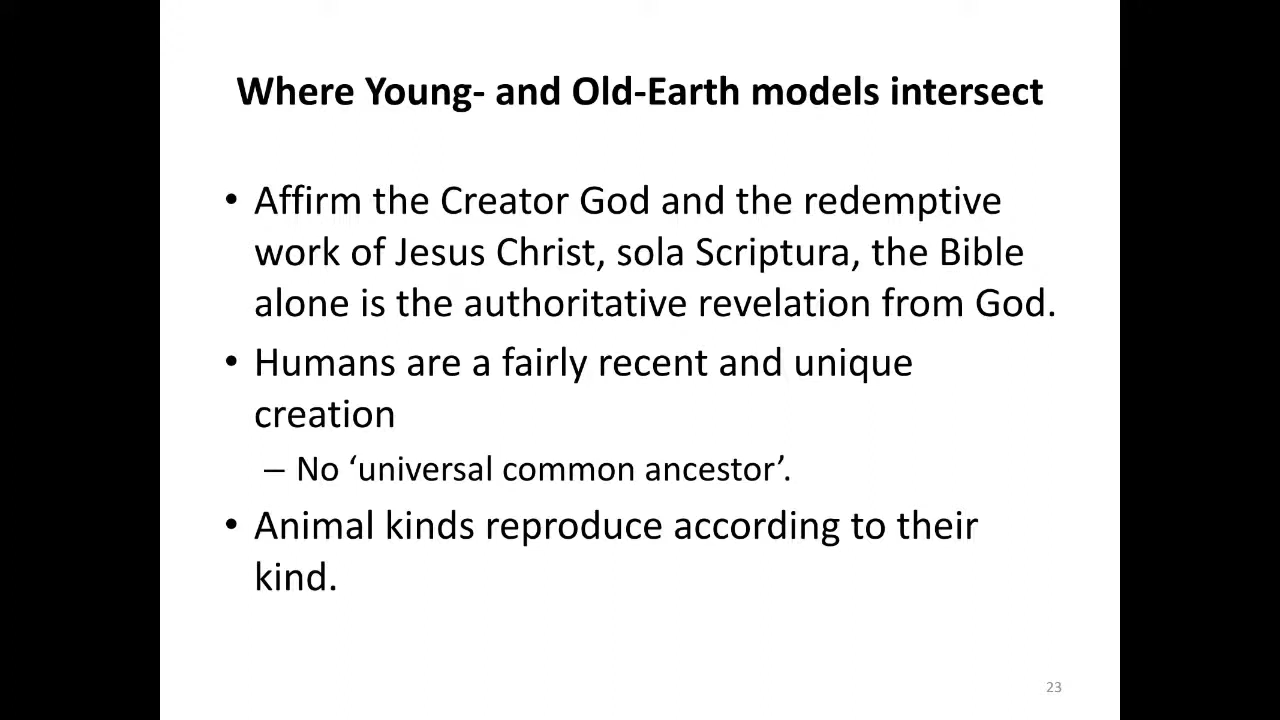 Where Young- and Old-Earth models intersect
• Affirm the Creator God and the redemptive
work of Jesus Christ, sola Scriptura, the Bible
alone is the authoritative revelation from God.
• Humans are a fairly recent and unique
creation
– No ‘universal common ancestor’.
• Animal kinds reproduce according to their
kind.
23